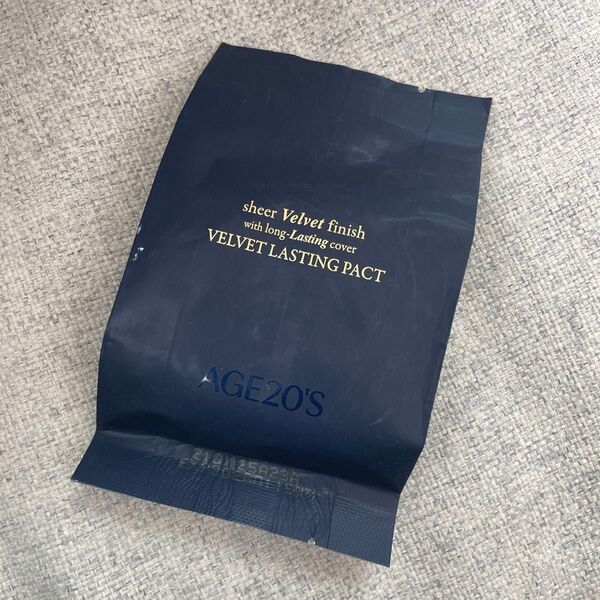 sheer Velvet finish
with long-Lasting cover
VELVET LASTING PACT
AGE20'S